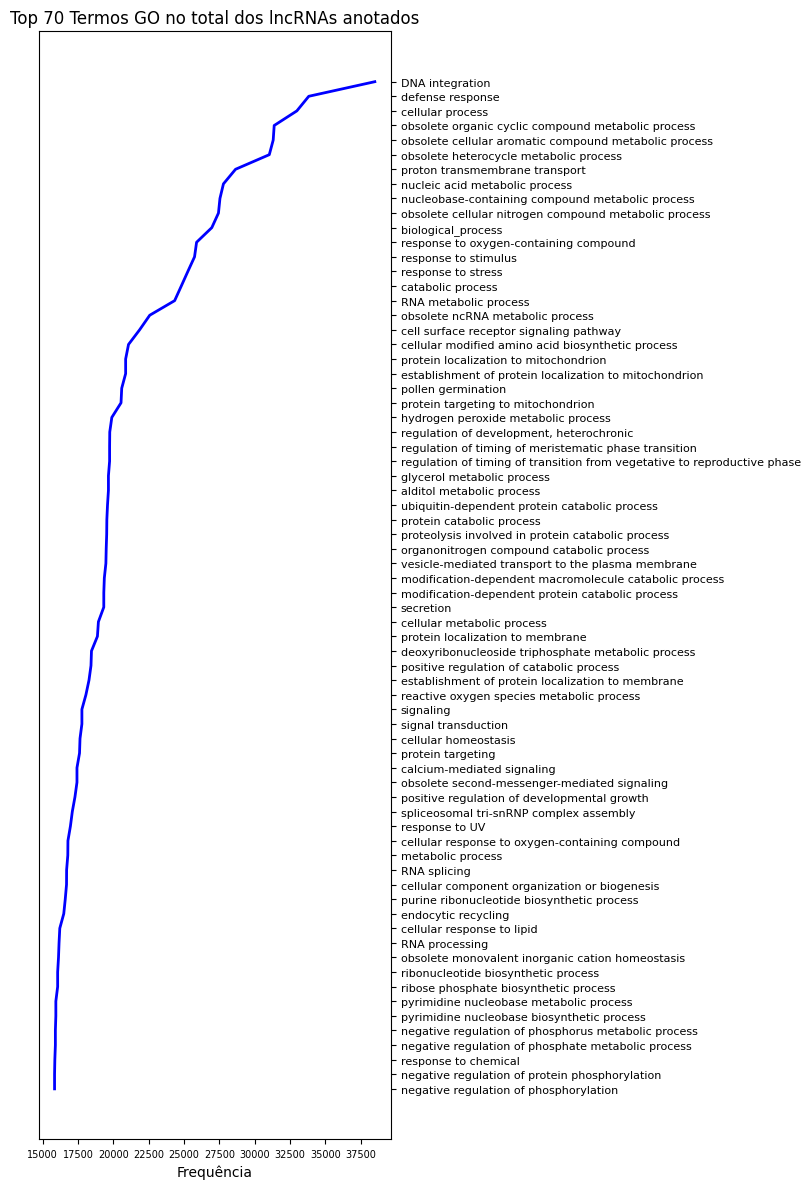 Top 70 Termos GO no total dos lncRNAs anotados
DNA integration
defense response
cellular process
obsolete organic cyclic compound metabolic process
obsolete cellular aromatic compound metabolic process
obsolete heterocycle metabolic process
proton transmembrane transport
nucleic acid metabolic process
nucleobase-containing compound metabolic process
obsolete cellular nitrogen compound metabolic process
biological_process
response to oxygen-containing compound
response to stimulus
response to stress
catabolic process
RNA metabolic process
obsolete ncRNA metabolic process
cell surface receptor signaling pathway
cellular modified amino acid biosynthetic process
protein localization to mitochondrion
establishment of protein localization to mitochondrion
pollen germination
protein targeting to mitochondrion
hydrogen peroxide metabolic process
regulation of development, heterochronic
regulation of timing of meristematic phase transition
regulation of timing of transition from vegetative to reproductive phase
glycerol metabolic process
alditol metabolic process
ubiquitin-dependent protein catabolic process
protein catabolic process
proteolysis involved in protein catabolic process
organonitrogen compound catabolic process
vesicle-mediated transport to the plasma membrane
modification-dependent macromolecule catabolic process
modification-dependent protein catabolic process
secretion
cellular metabolic process
protein localization to membrane
deoxyribonucleoside triphosphate metabolic process
positive regulation of catabolic process
establishment of protein localization to membrane
reactive oxygen species metabolic process
signaling
signal transduction
cellular homeostasis
protein targeting
calcium-mediated signaling
obsolete second-messenger-mediated signaling
positive regulation of developmental growth
spliceosomal tri-snRNP complex assembly
response to UV
cellular response to oxygen-containing compound
metabolic process
RNA splicing
cellular component organization or biogenesis
purine ribonucleotide biosynthetic process
endocytic recycling
cellular response to lipid
RNA processing
obsolete monovalent inorganic cation homeostasis
ribonucleotide biosynthetic process
ribose phosphate biosynthetic process
pyrimidine nucleobase metabolic process
pyrimidine nucleobase biosynthetic process
negative regulation of phosphorus metabolic process
negative regulation of phosphate metabolic process
response to chemical
negative regulation of protein phosphorylation
negative regulation of phosphorylation
15000 17500 20000 22500 25000 27500 30000 32500 35000 37500
Frequência